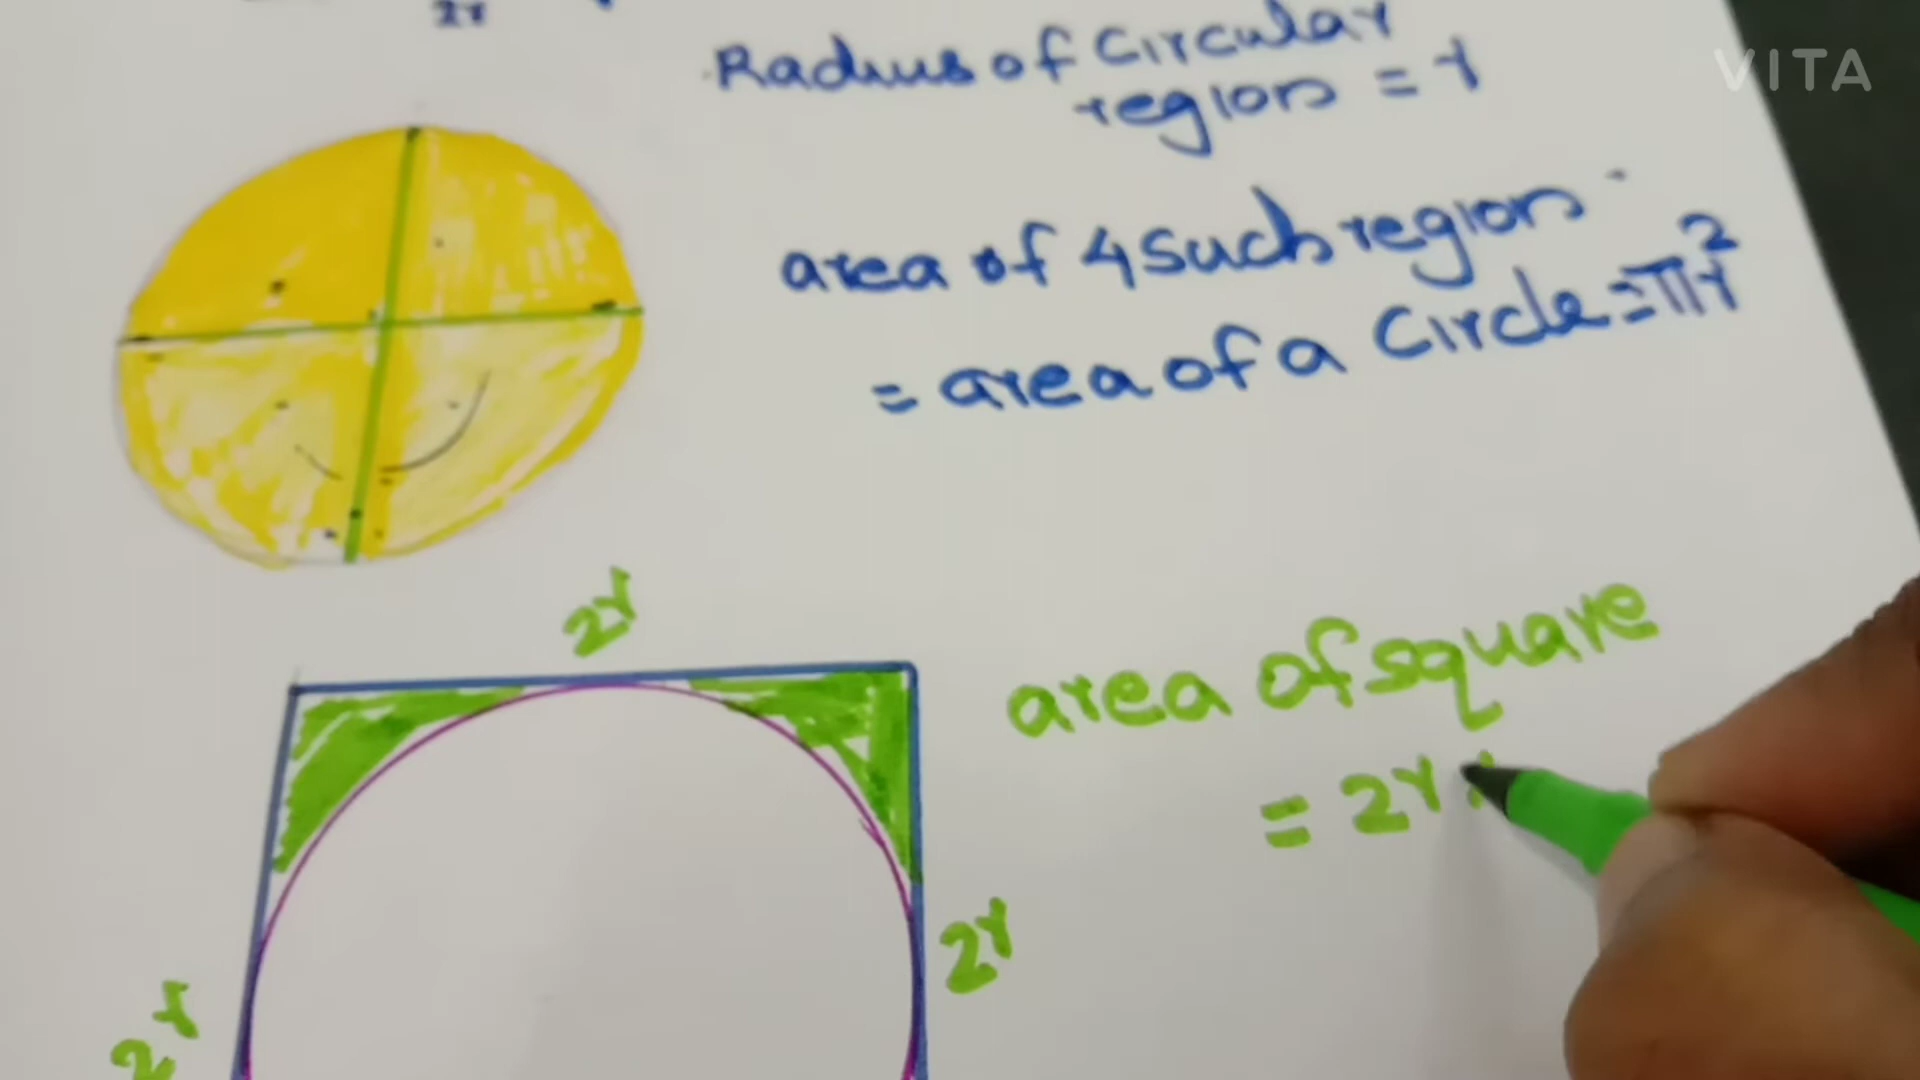 2r
VITA
Radius of Circular
region = r
area of 4 such region
= area of a Circle = πr²
2r
area of square
= 2r ×
2r
2r